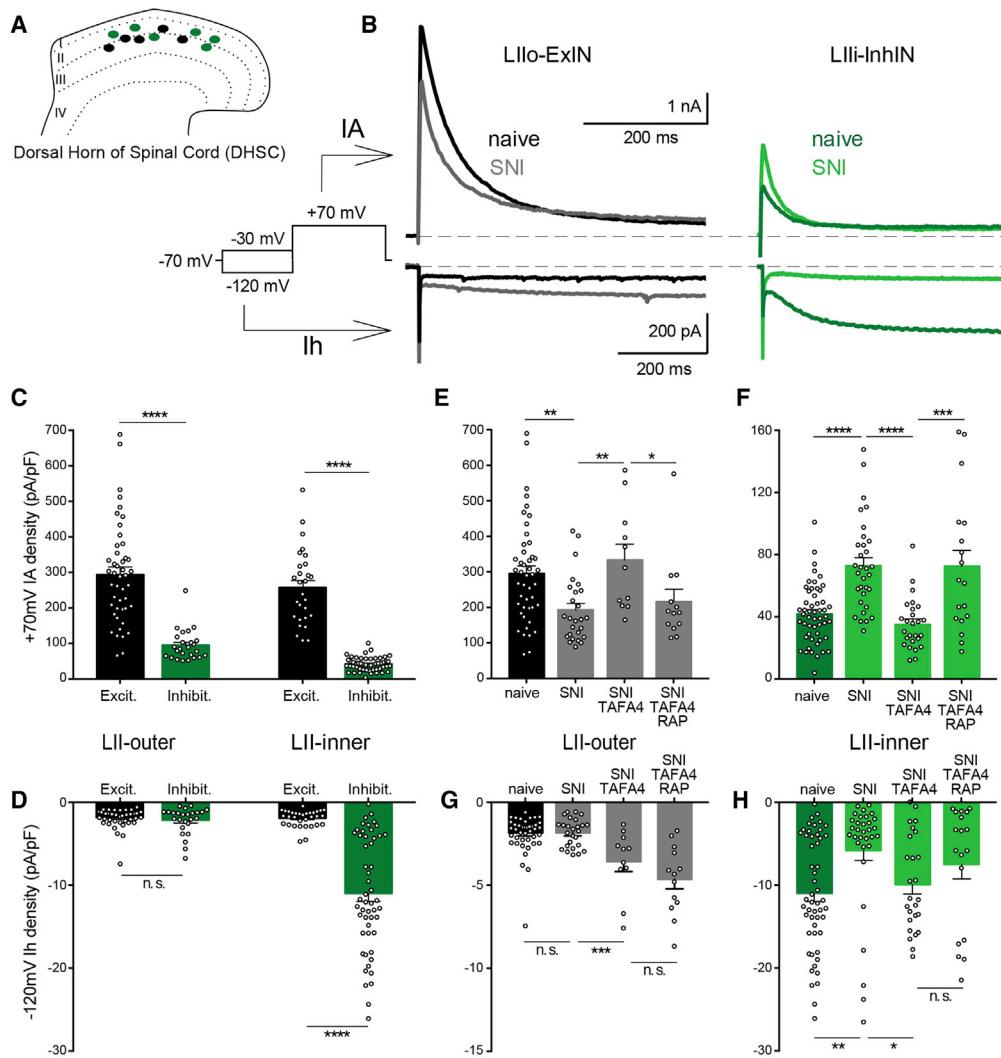 A
I
II
III
IV
Dorsal Horn of Spinal Cord (DHSC)
IA
+70 mV
-30 mV
-70 mV
-120 mV
Ih
B
LIIo-ExIN
LIIi-InhIN
1 nA
200 ms
naive
SNI
naive
SNI
200 pA
200 ms
C
+70mV IA density (pA/pF)
700
600
500
400
300
200
100
0
****
****
Excit. Inhibit. Excit. Inhibit.
LII-outer LII-inner
E
700
600
500
400
300
200
100
0
** ** *
naive SNI SNI TAFA4 SNI TAFA4 RAP
LII-outer
F
160
120
80
40
0
**** **** ***
naive SNI SNI TAFA4 SNI TAFA4 RAP
LII-inner
D
-120mV Ih density (pA/pF)
Excit. Inhibit. Excit. Inhibit.
0
-10
-20
-30
n.s.
****
G
naive SNI SNI TAFA4 SNI TAFA4 RAP
0
-5
-10
-15
n.s. *** n.s.
H
naive SNI SNI TAFA4 SNI TAFA4 RAP
0
-10
-20
-30
n.s.
** *